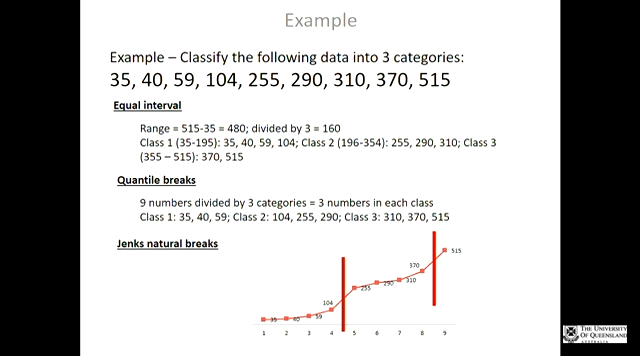 Example
Example – Classify the following data into 3 categories:
35, 40, 59, 104, 255, 290, 310, 370, 515
Equal interval
Range = 515-35 = 480; divided by 3 = 160
Class 1 (35-195): 35, 40, 59, 104; Class 2 (196-354): 255, 290, 310; Class 3
(355 – 515): 370, 515
Quantile breaks
9 numbers divided by 3 categories = 3 numbers in each class
Class 1: 35, 40, 59; Class 2: 104, 255, 290; Class 3: 310, 370, 515
Jenks natural breaks
515
370
255
290
310
104
35
40
59
1 2 3 4 5 6 7 8 9
THE UNIVERSITY
OF QUEENSLAND
AUSTRALIA